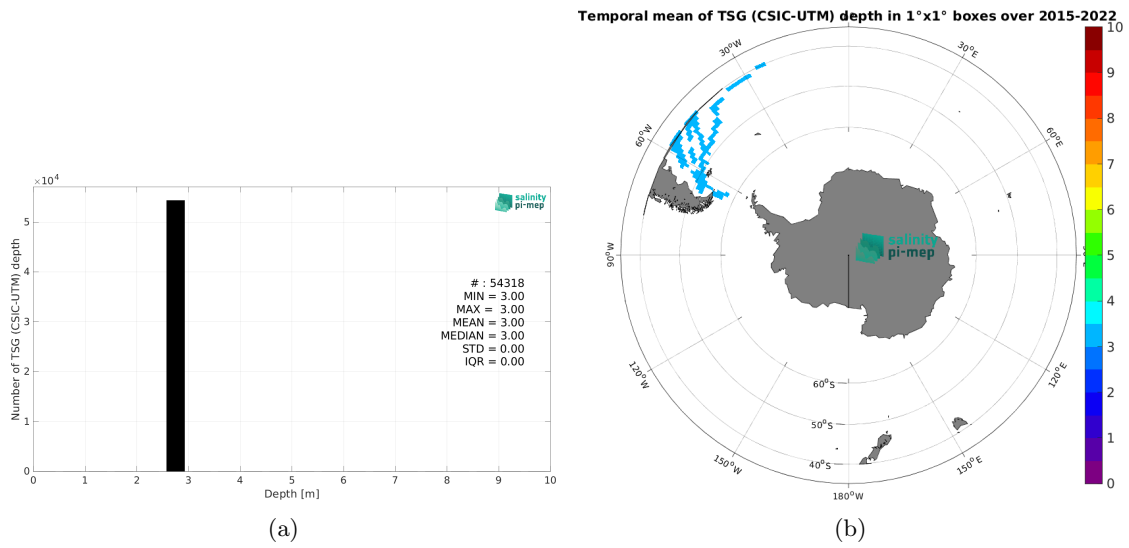 Temporal mean of TSG (CSIC-UTM) depth in 1°x1° boxes over 2015-2022
×10⁴
salinity
pi-mep
5
4
3
2
1
0
Number of TSG (CSIC-UTM) depth
# : 54318
MIN = 3.00
MAX = 3.00
MEAN = 3.00
MEDIAN = 3.00
STD = 0.00
IQR = 0.00
0 1 2 3 4 5 6 7 8 9 10
Depth [m]
(a)
30°W
30°E
60°W
60°E
90°W
120°W
120°E
150°W
150°E
180°W
60°S
50°S
40°S
salinity
pi-mep
10
9
8
7
6
5
4
3
2
1
0
(b)